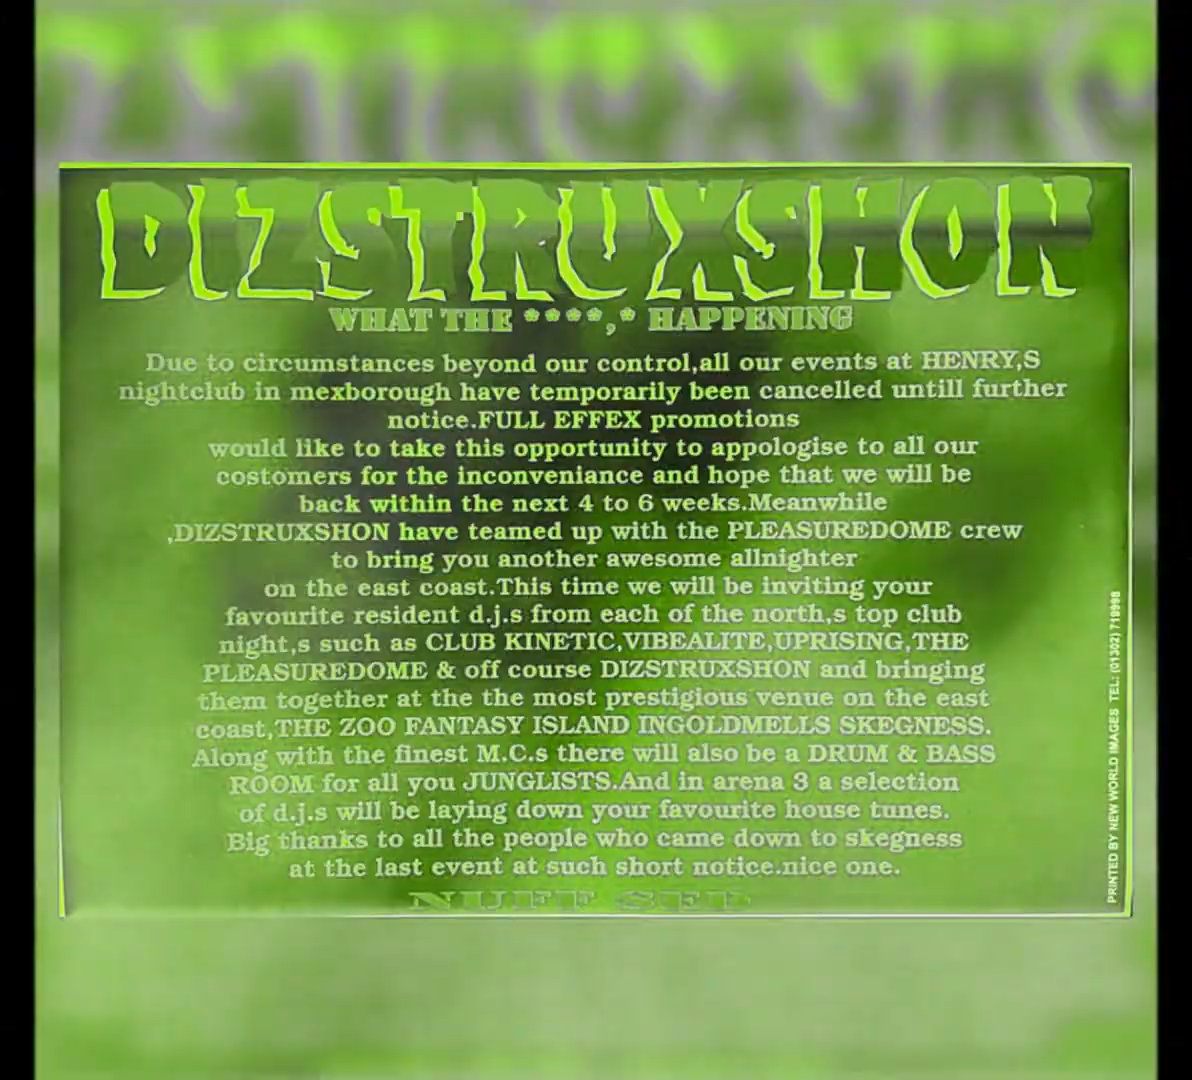 DIZSTRUXSHON
WHAT THE ****,* HAPPENING
Due to circumstances beyond our control,all our events at HENRY,S
nightclub in mexborough have temporarily been cancelled untill further
notice.FULL EFFEX promotions
would like to take this opportunity to appologise to all our
costomers for the inconveniance and hope that we will be
back within the next 4 to 6 weeks.Meanwhile
,DIZSTRUXSHON have teamed up with the PLEASUREDOME crew
to bring you another awesome allnighter
on the east coast.This time we will be inviting your
favourite resident d.j.s from each of the north,s top club
night,s such as CLUB KINETIC,VIBEALITE,UPRISING,THE
PLEASUREDOME & off course DIZSTRUXSHON and bringing
them together at the the most prestigious venue on the east
coast,THE ZOO FANTASY ISLAND INGOLDMELLS SKEGNESS.
Along with the finest M.C.s there will also be a DRUM & BASS
ROOM for all you JUNGLISTS.And in arena 3 a selection
of d.j.s will be laying down your favourite house tunes.
Big thanks to all the people who came down to skegness
at the last event at such short notice.nice one.
NUFF SED
PRINTED BY NEW WORLD IMAGES TEL: (01302) 719998